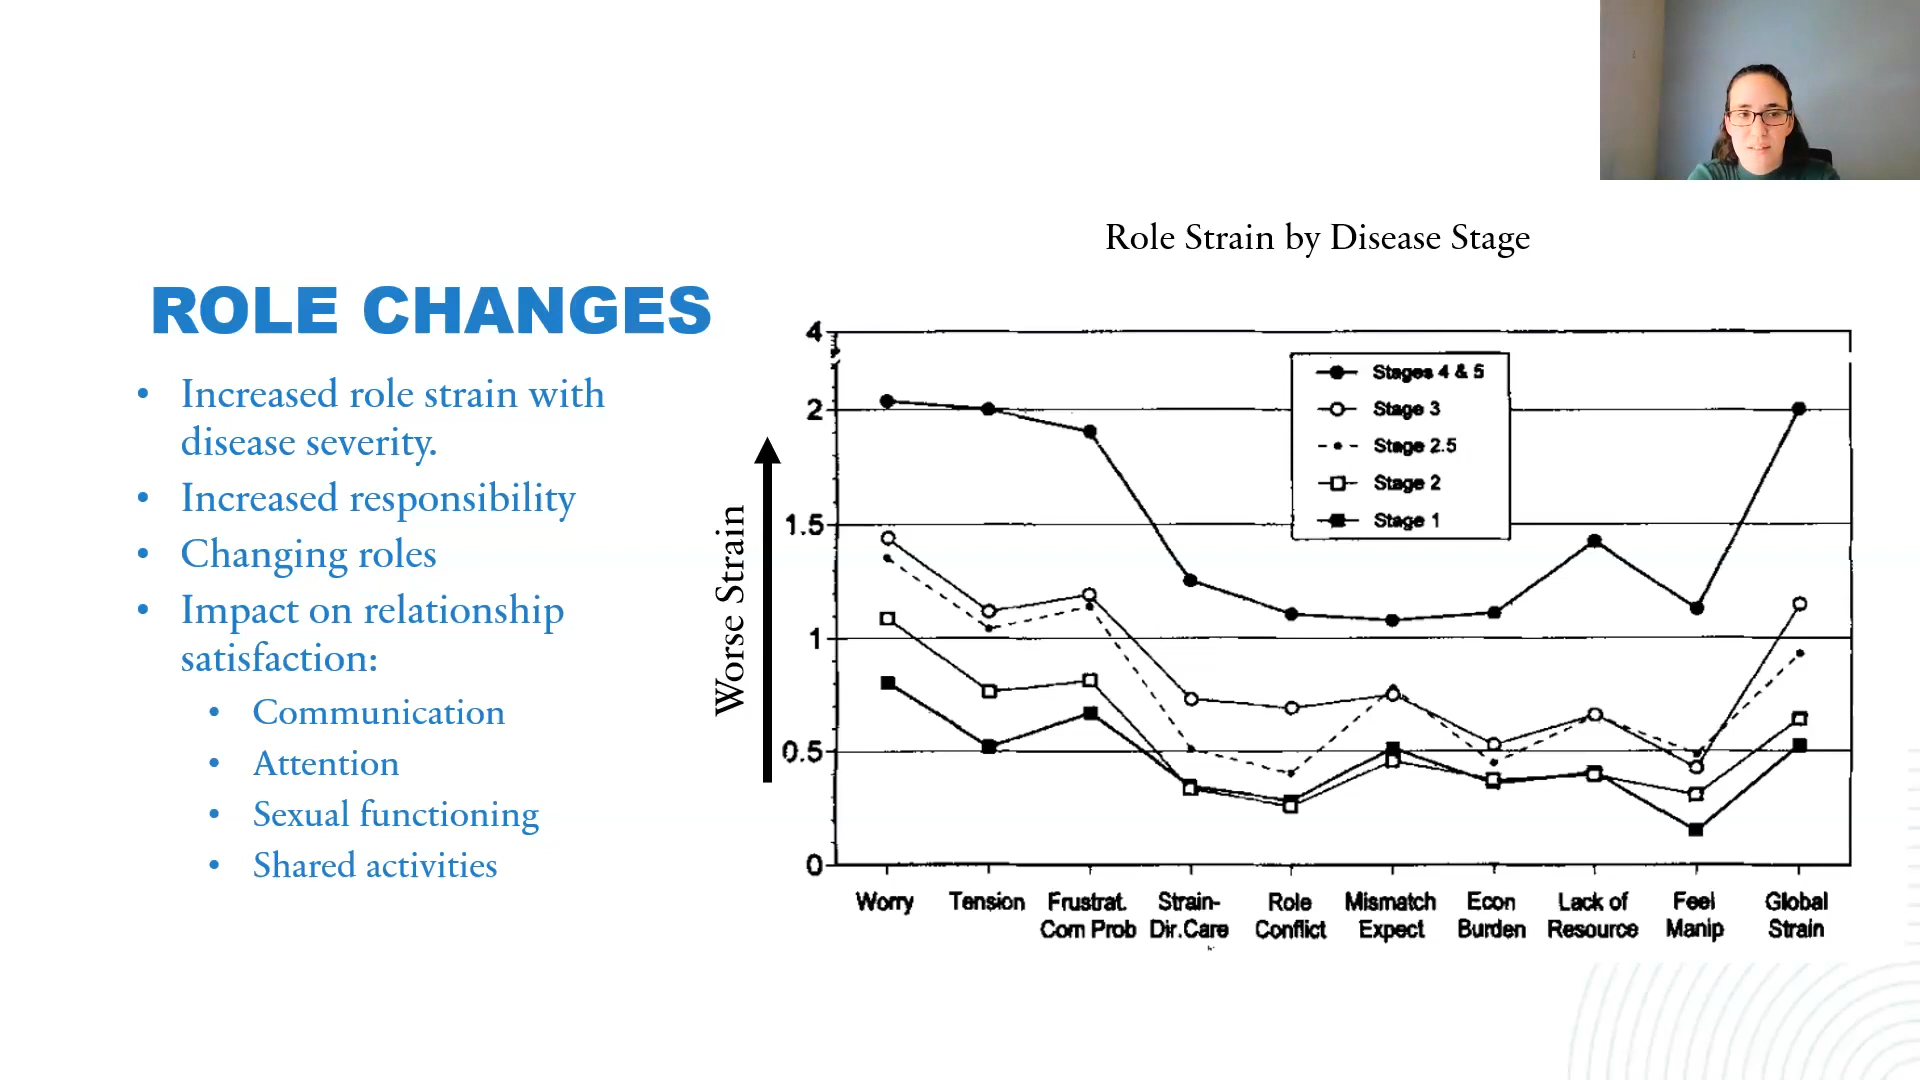 Role Strain by Disease Stage
ROLE CHANGES
• Increased role strain with
disease severity.
• Increased responsibility
• Changing roles
• Impact on relationship
satisfaction:
• Communication
• Attention
• Sexual functioning
• Shared activities
Worse Strain
4
2
1.5
1
0.5
0
Stages 4 & 5
Stage 3
Stage 2.5
Stage 2
Stage 1
Worry
Tension
Frustrat.
Com Prob
Strain-
Dir.Care
Role
Conflict
Mismatch
Expect
Econ
Burden
Lack of
Resource
Feel
Manip
Global
Strain